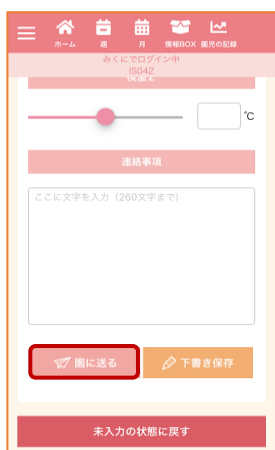 ホーム 週 月 情報BOX 園児の記録
みくにでログイン中
IS042
検温2
℃
連絡事項
ここに文字を入力（260文字まで）
園に送る 下書き保存
未入力の状態に戻す